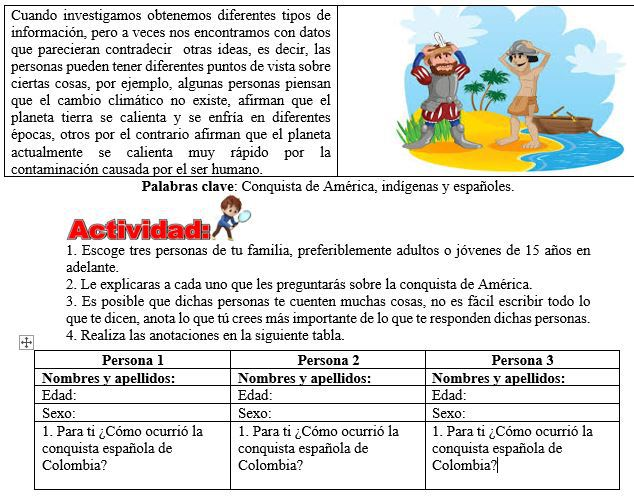 Cuando investigamos obtenemos diferentes tipos de
información, pero a veces nos encontramos con datos
que parecieran contradecir otras ideas, es decir, las
personas pueden tener diferentes puntos de vista sobre
ciertas cosas, por ejemplo, algunas personas piensan
que el cambio climático no existe, afirman que el
planeta tierra se calienta y se enfría en diferentes
épocas, otros por el contrario afirman que el planeta
actualmente se calienta muy rápido por la
contaminación causada por el ser humano.
Palabras clave: Conquista de América, indígenas y españoles.
Actividad:
1. Escoge tres personas de tu familia, preferiblemente adultos o jóvenes de 15 años en
adelante.
2. Le explicaras a cada uno que les preguntarás sobre la conquista de América.
3. Es posible que dichas personas te cuenten muchas cosas, no es fácil escribir todo lo
que te dicen, anota lo que tú crees más importante de lo que te responden dichas personas.
4. Realiza las anotaciones en la siguiente tabla.
Persona 1 Persona 2 Persona 3
Nombres y apellidos: Nombres y apellidos: Nombres y apellidos:
Edad: Edad: Edad:
Sexo: Sexo: Sexo:
1. Para ti ¿Cómo ocurrió la 1. Para ti ¿Cómo ocurrió la 1. Para ti ¿Cómo ocurrió la
conquista española de conquista española de conquista española de
Colombia? Colombia? Colombia?